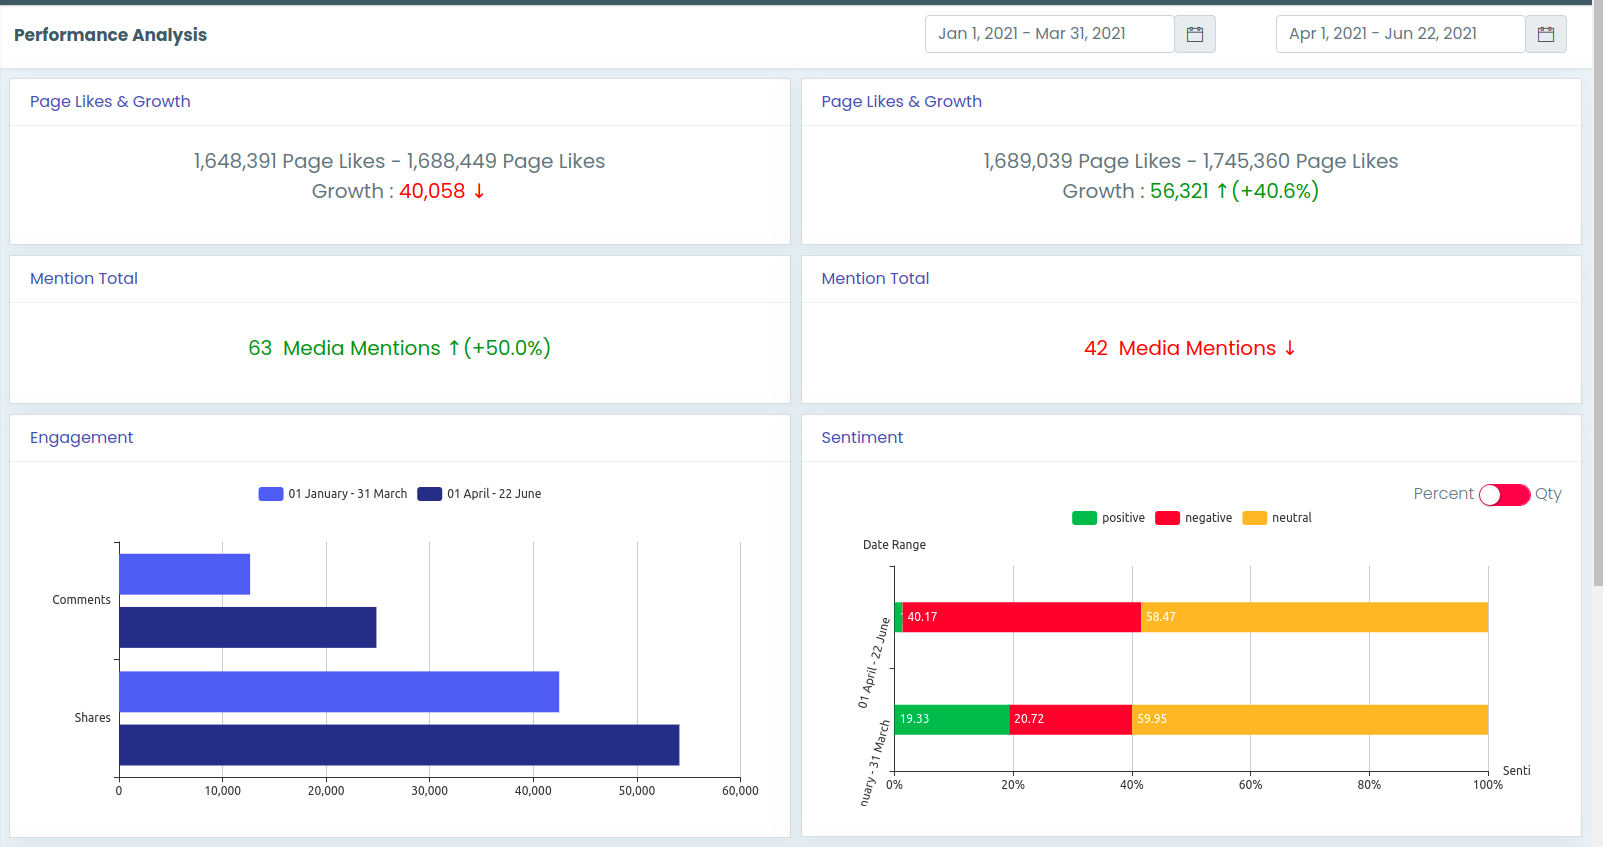 Performance Analysis
Jan 1, 2021 - Mar 31, 2021
Apr 1, 2021 - Jun 22, 2021
Page Likes & Growth
1,648,391 Page Likes - 1,688,449 Page Likes
Growth : 40,058 ↓
Page Likes & Growth
1,689,039 Page Likes - 1,745,360 Page Likes
Growth : 56,321 ↑(+40.6%)
Mention Total
63 Media Mentions ↑(+50.0%)
Mention Total
42 Media Mentions ↓
Engagement
01 January - 31 March 01 April - 22 June
Comments
Shares
0 10,000 20,000 30,000 40,000 50,000 60,000
Sentiment
Percent Qty
positive negative neutral
Date Range
01 April - 22 June
40.17 58.47
nuary - 31 March
19.33 20.72 59.95
Senti
0% 20% 40% 60% 80% 100%